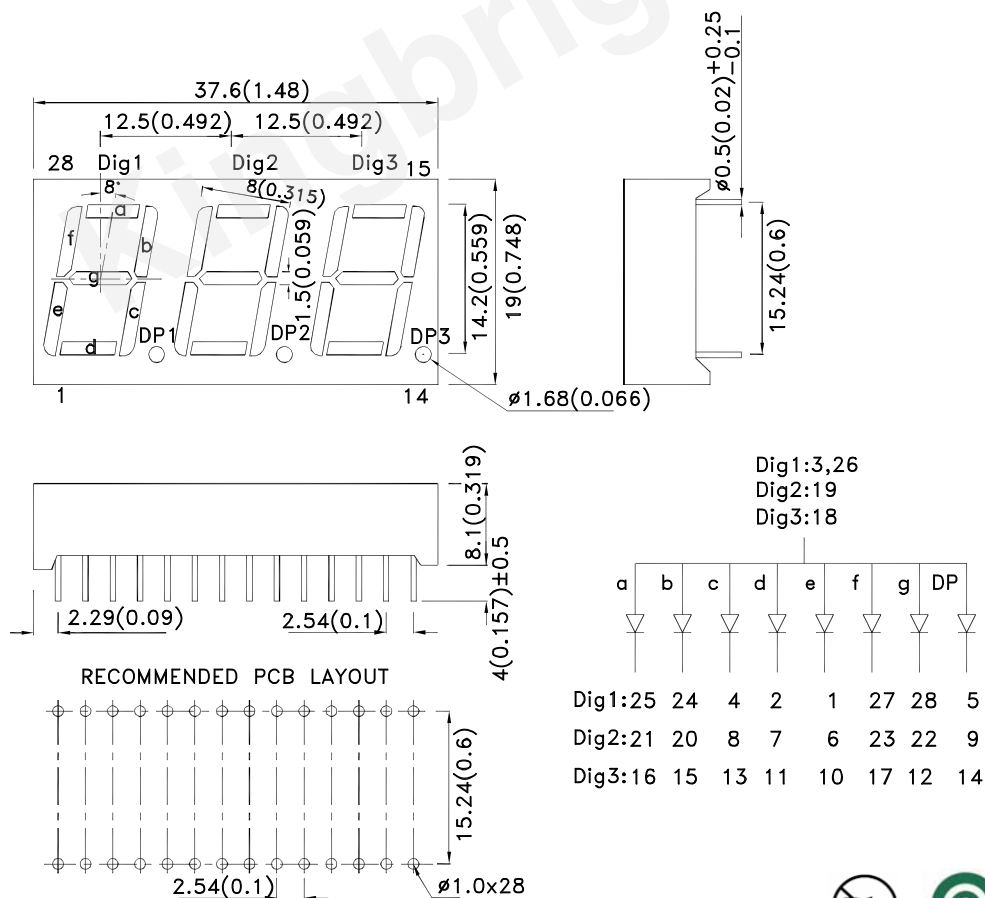 Kingbrig
37.6(1.48)
12.5(0.492) 12.5(0.492)
28 Dig1 Dig2 Dig3 15
8°
8(0.315)
a
f b
g
e c
d
DP1 DP2 DP3
1.5(0.059)
14.2(0.559)
19(0.748)
1 14
ø1.68(0.066)
ø0.5(0.02)+0.25
-0.1
15.24(0.6)
8.1(0.319)
4(0.157)±0.5
2.29(0.09) 2.54(0.1)
RECOMMENDED PCB LAYOUT
15.24(0.6)
2.54(0.1) ø1.0x28
Dig1:3,26
Dig2:19
Dig3:18
a b c d e f g DP
Dig1:25 24 4 2 1 27 28 5
Dig2:21 20 8 7 6 23 22 9
Dig3:16 15 13 11 10 17 12 14